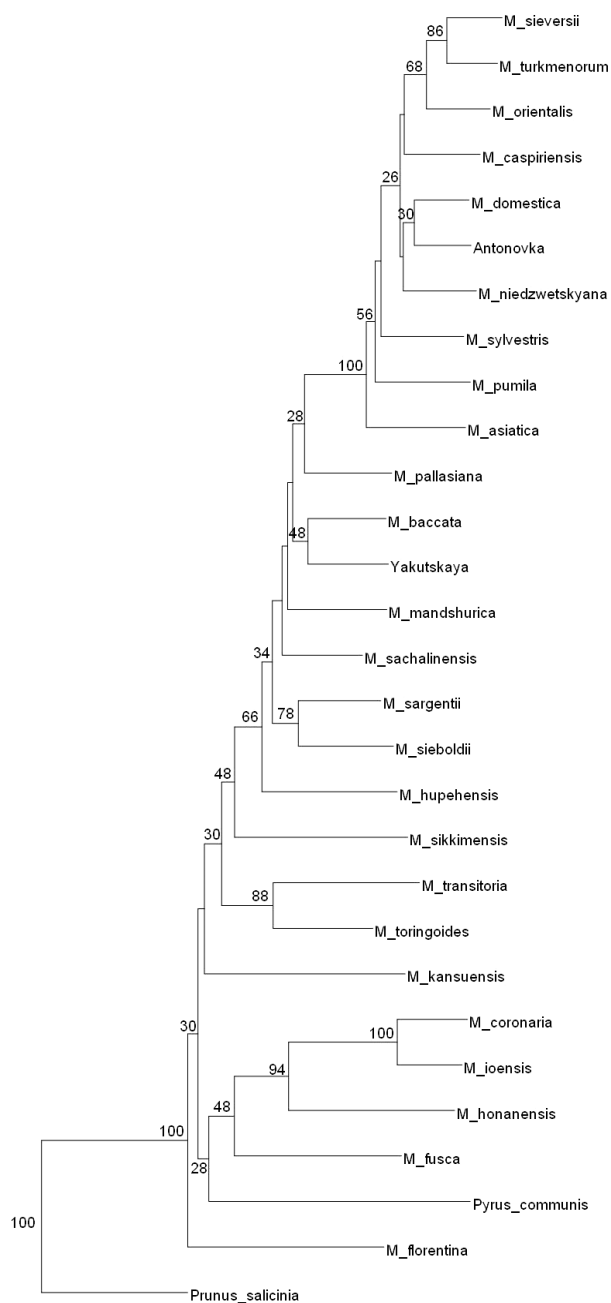 M_sieversii
86
M_turkmenorum
68
M_orientalis
M_caspiriensis
26
M_domestica
30
Antonovka
M_niedzwetskyana
56
M_sylvestris
100
M_pumila
28
M_asiatica
M_pallasiana
M_baccata
48
Yakutskaya
M_mandshurica
34
M_sachalinensis
M_sargentii
66
78
M_sieboldii
48
M_hupehensis
30
M_sikkimensis
M_transitoria
88
M_toringoides
M_kansuensis
30
M_coronaria
100
M_ioensis
94
48
M_honanensis
100
M_fusca
28
Pyrus_communis
100
M_florentina
Prunus_salicinia